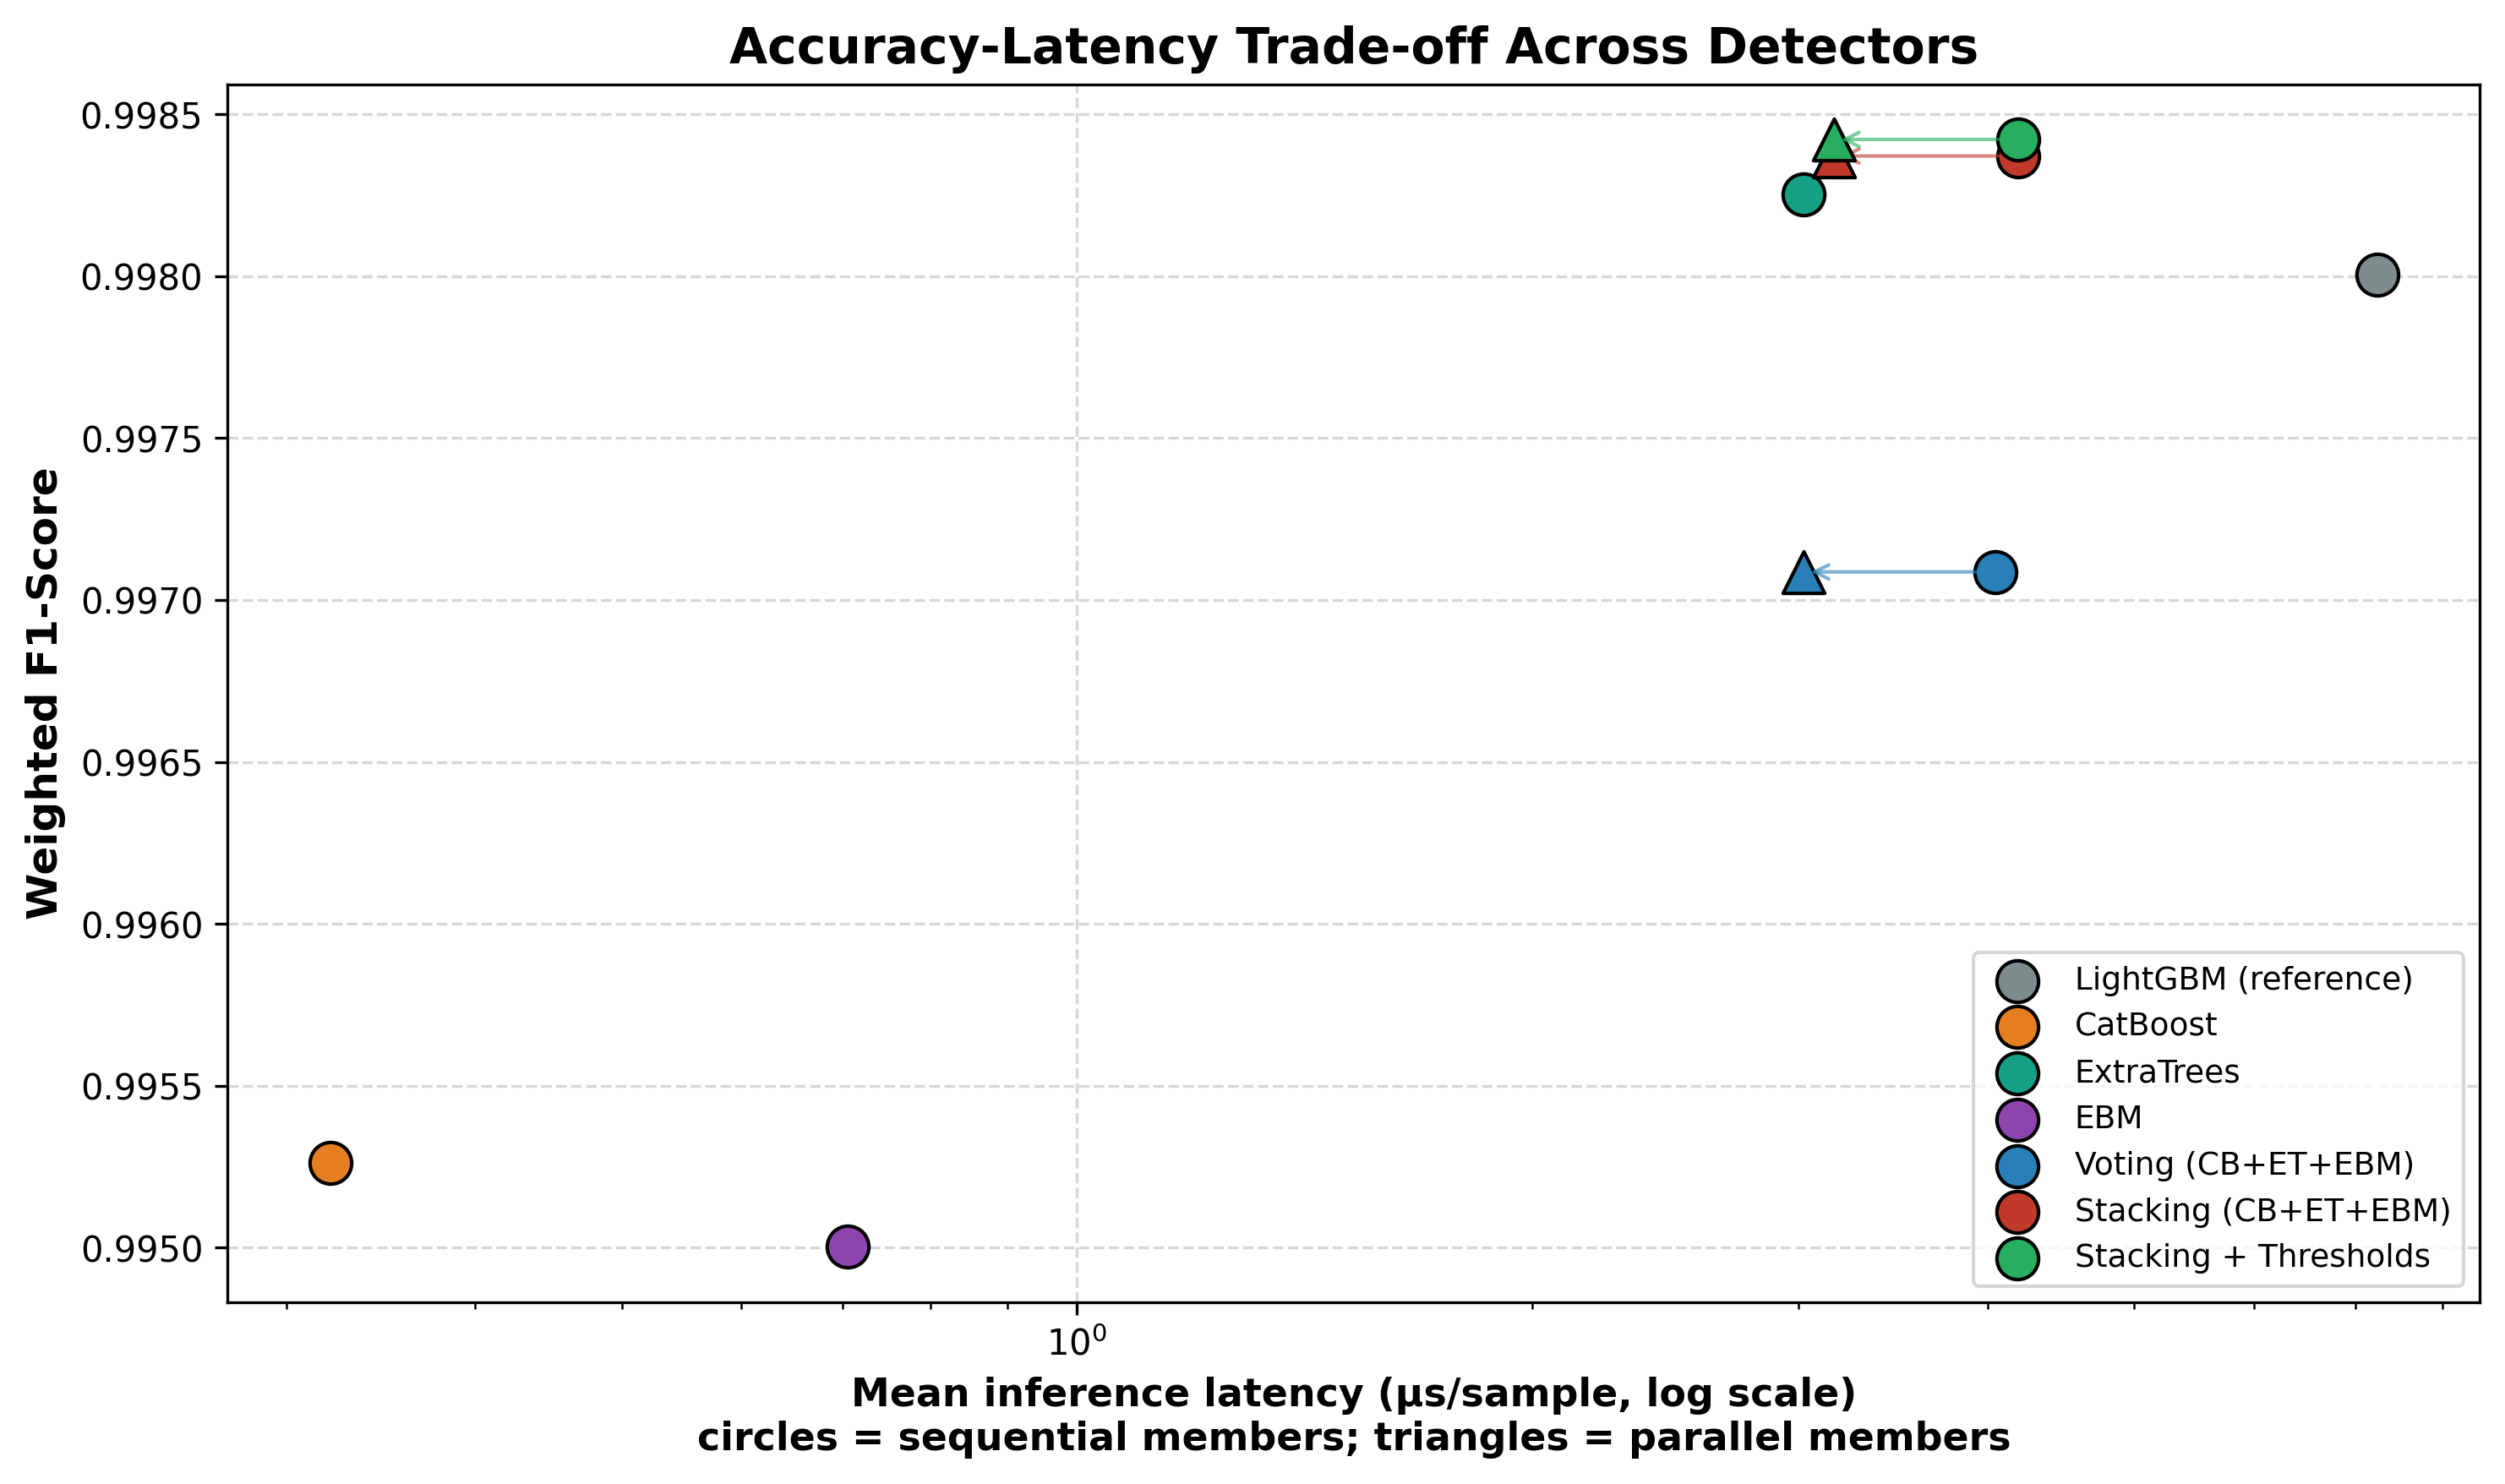 Accuracy-Latency Trade-off Across Detectors
Weighted F1-Score
0.9985
0.9980
0.9975
0.9970
0.9965
0.9960
0.9955
0.9950
LightGBM (reference)
CatBoost
ExtraTrees
EBM
Voting (CB+ET+EBM)
Stacking (CB+ET+EBM)
Stacking + Thresholds
10⁰
Mean inference latency (µs/sample, log scale)
circles = sequential members; triangles = parallel members